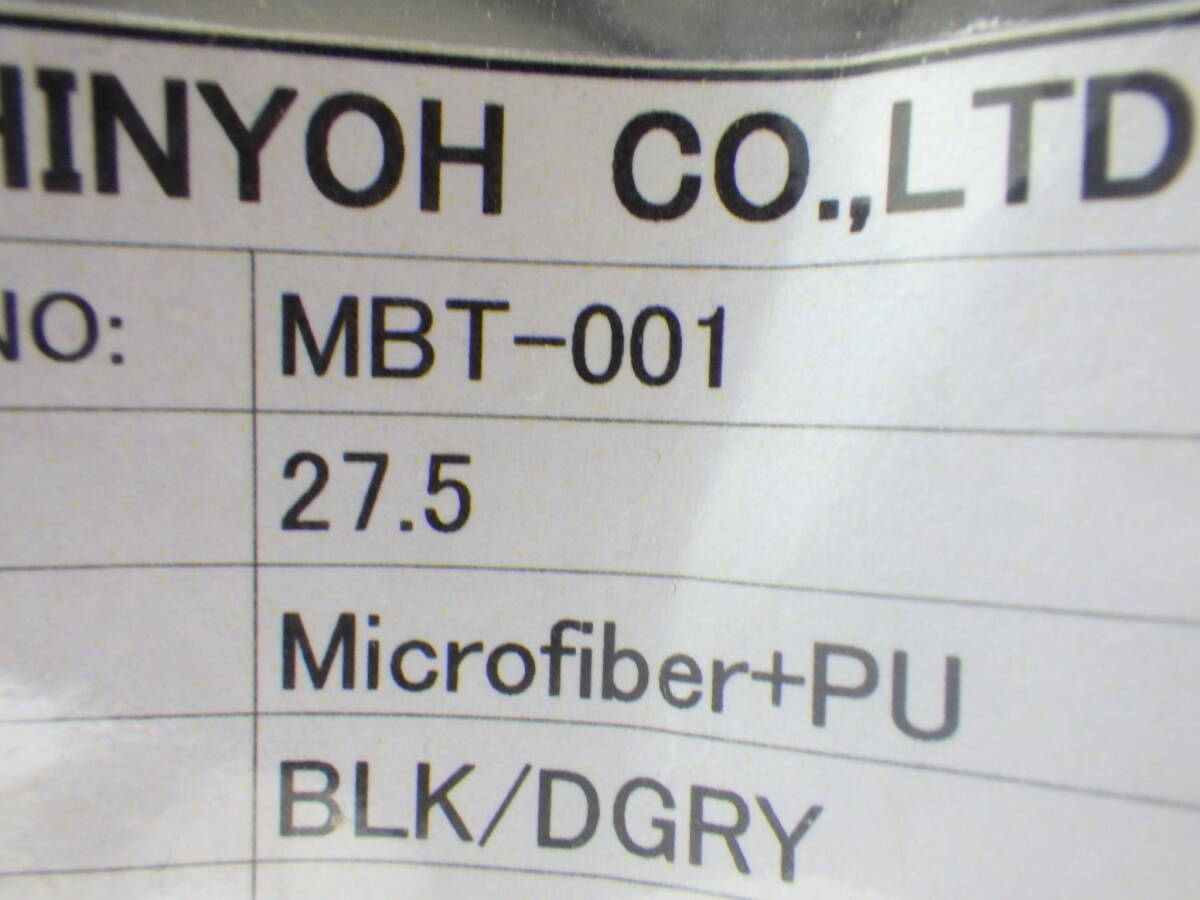 HINYOH CO.,LTD
NO: MBT-001
27.5
Microfiber+PU
BLK/DGRY